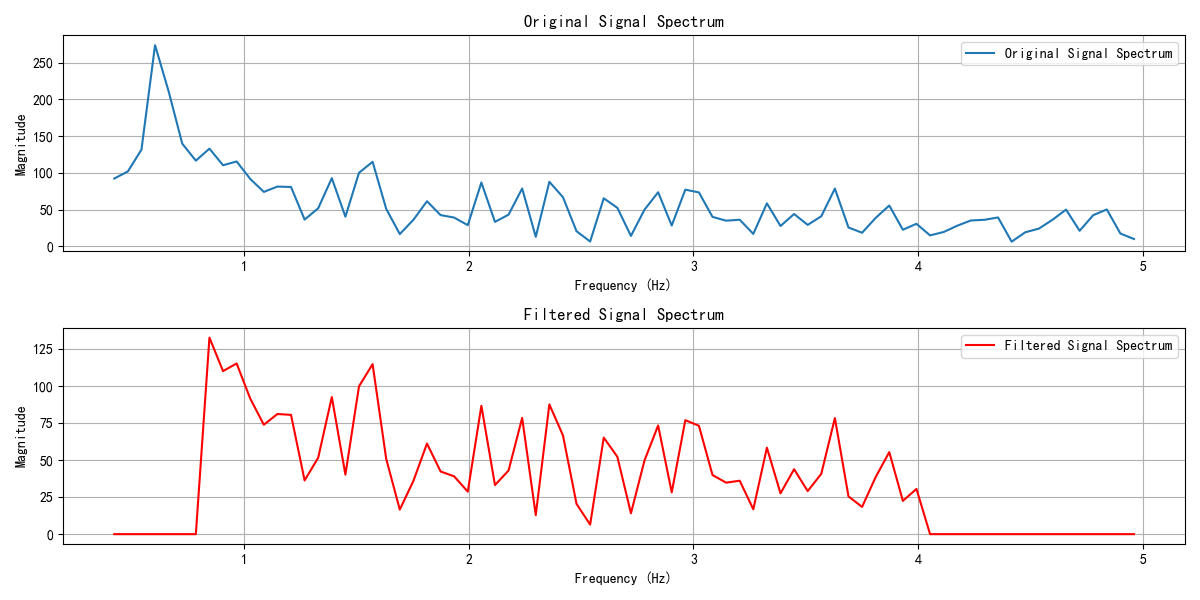 Original Signal Spectrum
Original Signal Spectrum
Magnitude
250
200
150
100
50
0
1
2
3
4
5
Frequency (Hz)
Filtered Signal Spectrum
Filtered Signal Spectrum
Magnitude
125
100
75
50
25
0
1
2
3
4
5
Frequency (Hz)